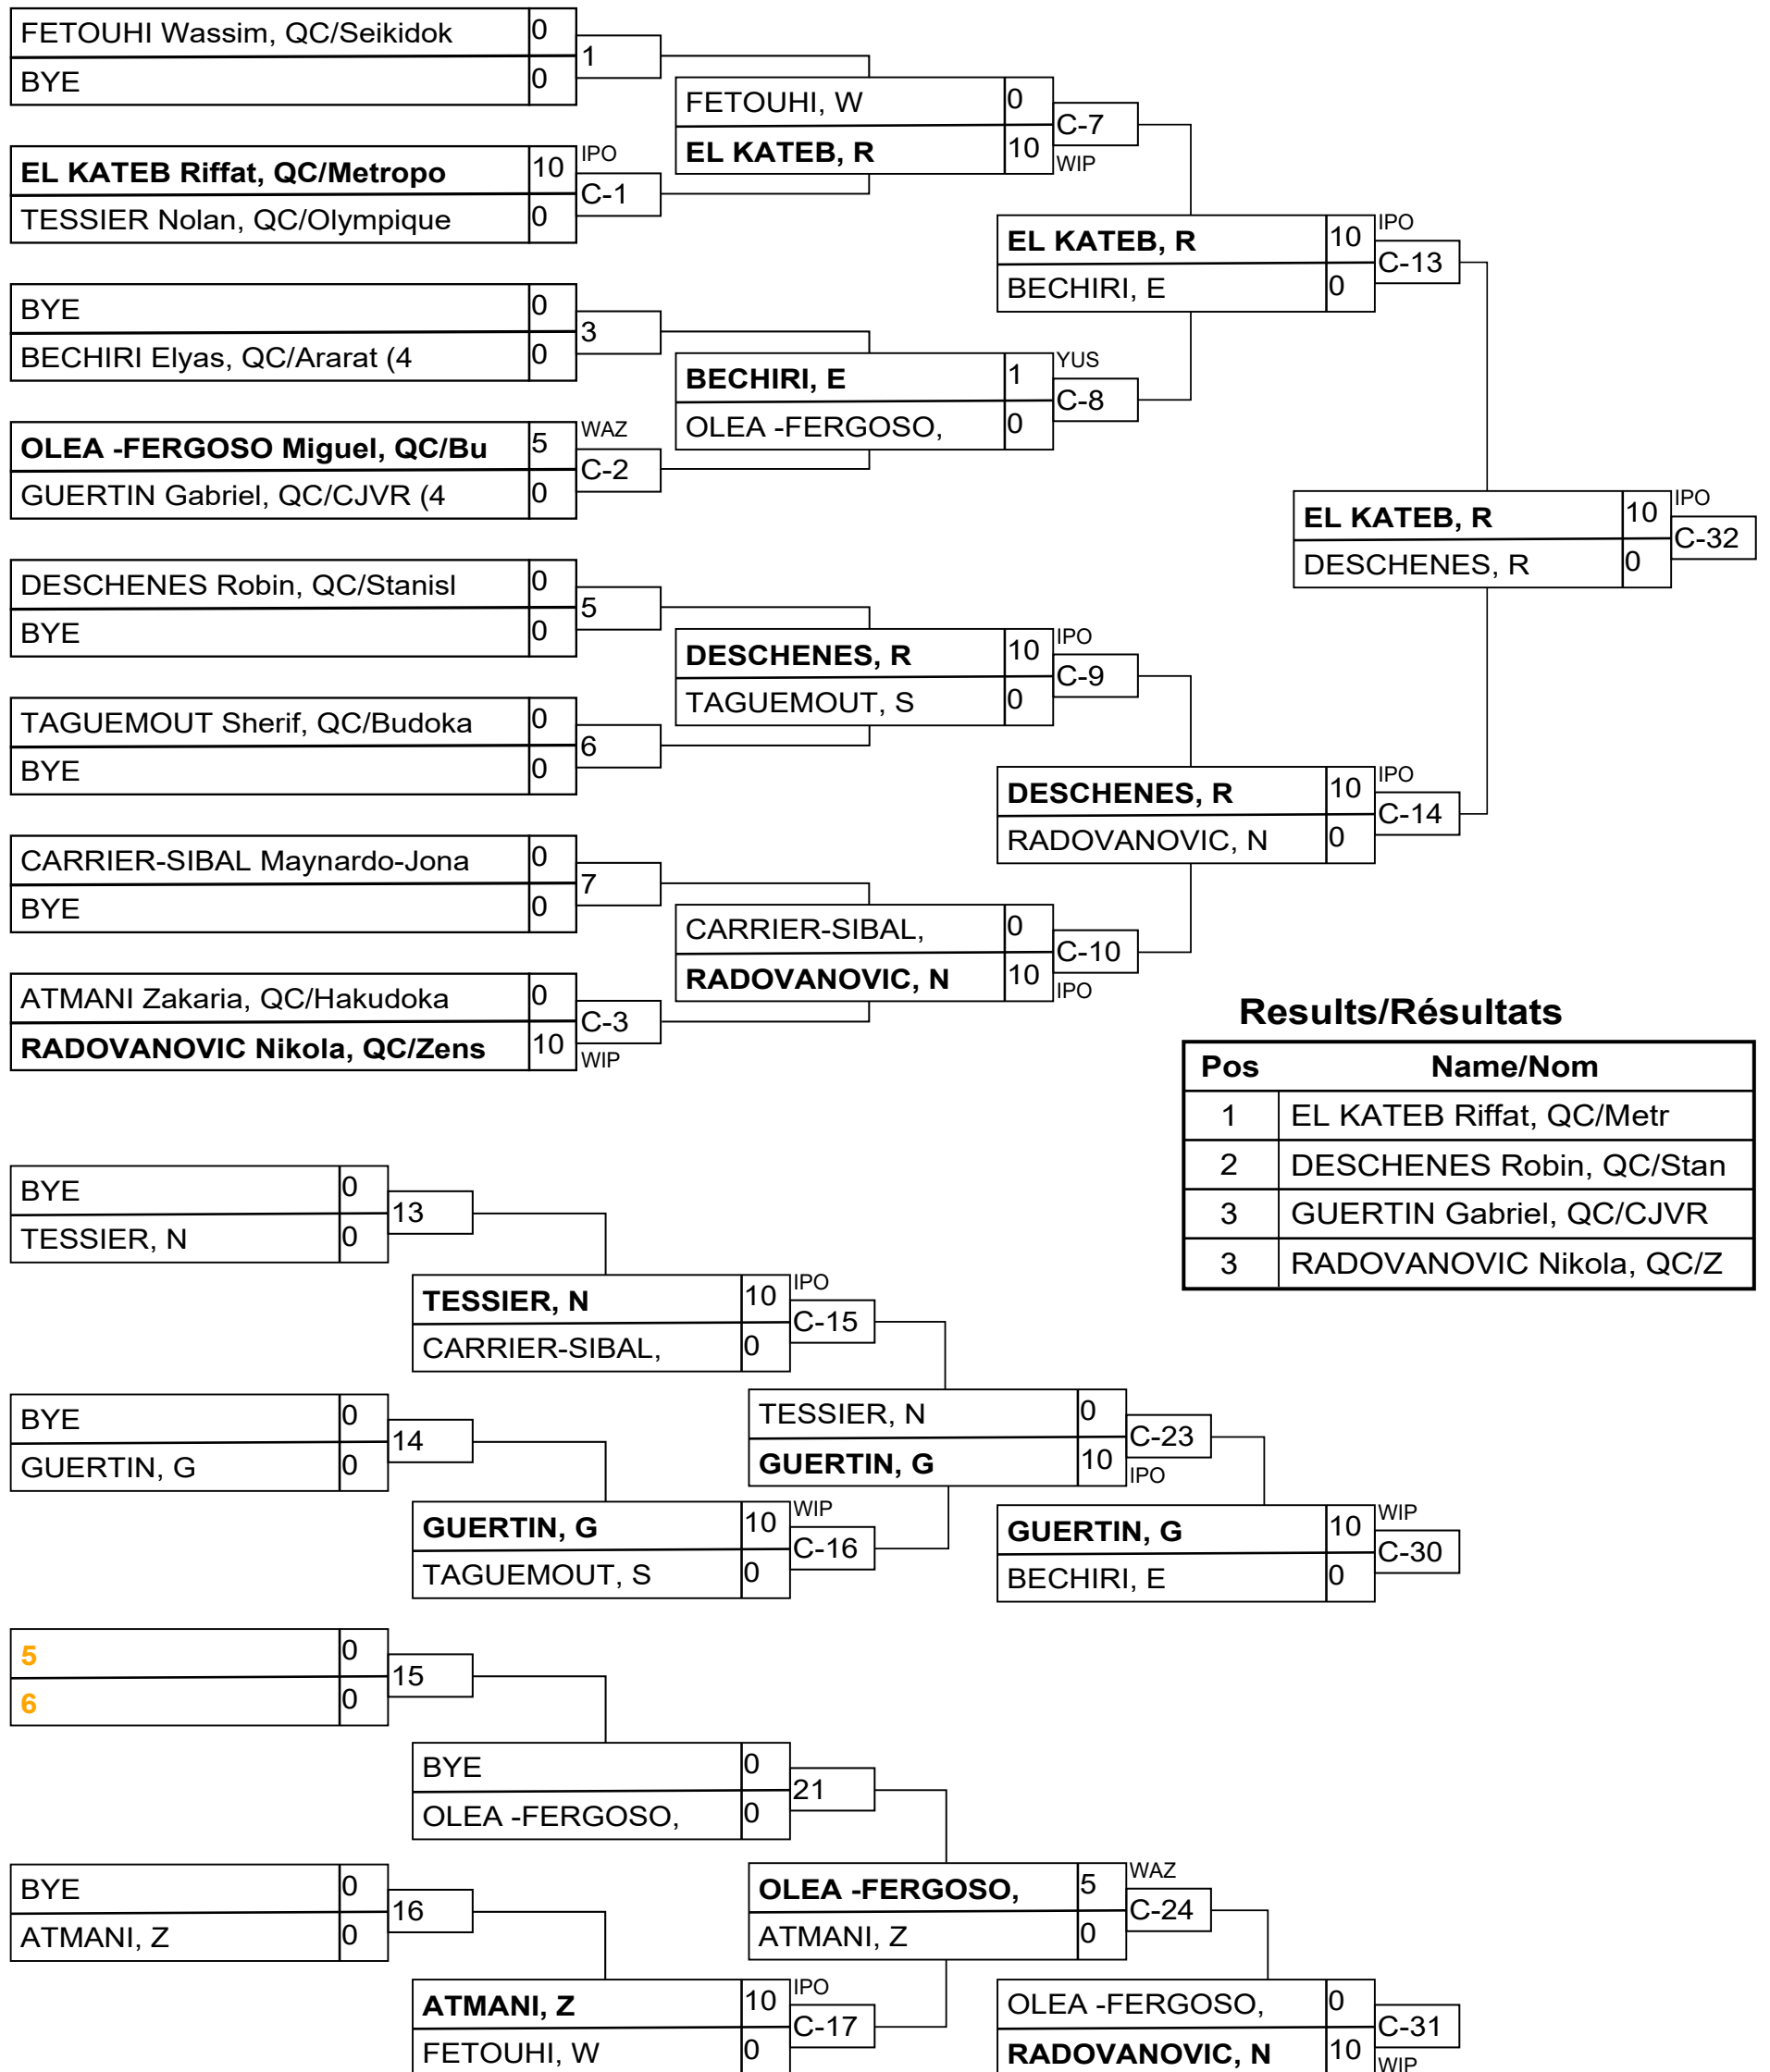 FETOUHI Wassim, QC/Seikidok 0
1
BYE 0
FETOUHI, W 0
C-7
EL KATEB, R 10
WIP
EL KATEB Riffat, QC/Metropo 10
IPO
C-1
TESSIER Nolan, QC/Olympique 0
EL KATEB, R 10
IPO
C-13
BECHIRI, E 0
BYE 0
3
BECHIRI Elyas, QC/Ararat (4 0
BECHIRI, E 1
YUS
C-8
OLEA -FERGOSO, 0
OLEA -FERGOSO Miguel, QC/Bu 5
WAZ
C-2
GUERTIN Gabriel, QC/CJVR (4 0
EL KATEB, R 10
IPO
C-32
DESCHENES, R 0
DESCHENES Robin, QC/Stanisl 0
5
BYE 0
DESCHENES, R 10
IPO
C-9
TAGUEMOUT, S 0
TAGUEMOUT Sherif, QC/Budoka 0
6
BYE 0
DESCHENES, R 10
IPO
C-14
RADOVANOVIC, N 0
CARRIER-SIBAL Maynardo-Jona 0
7
BYE 0
CARRIER-SIBAL, 0
C-10
RADOVANOVIC, N 10
IPO
ATMANI Zakaria, QC/Hakudoka 0
C-3
RADOVANOVIC Nikola, QC/Zens 10
WIP
Results/Résultats
Pos Name/Nom
1 EL KATEB Riffat, QC/Metr
2 DESCHENES Robin, QC/Stan
3 GUERTIN Gabriel, QC/CJVR
3 RADOVANOVIC Nikola, QC/Z
BYE 0
13
TESSIER, N 0
TESSIER, N 10
IPO
C-15
CARRIER-SIBAL, 0
BYE 0
14
GUERTIN, G 0
TESSIER, N 0
C-23
GUERTIN, G 10
IPO
GUERTIN, G 10
WIP
C-16
TAGUEMOUT, S 0
GUERTIN, G 10
WIP
C-30
BECHIRI, E 0
5 0
15
6 0
BYE 0
21
OLEA -FERGOSO, 0
BYE 0
16
ATMANI, Z 0
OLEA -FERGOSO, 5
WAZ
C-24
ATMANI, Z 0
ATMANI, Z 10
IPO
C-17
FETOUHI, W 0
OLEA -FERGOSO, 0
C-31
RADOVANOVIC, N 10
WIP